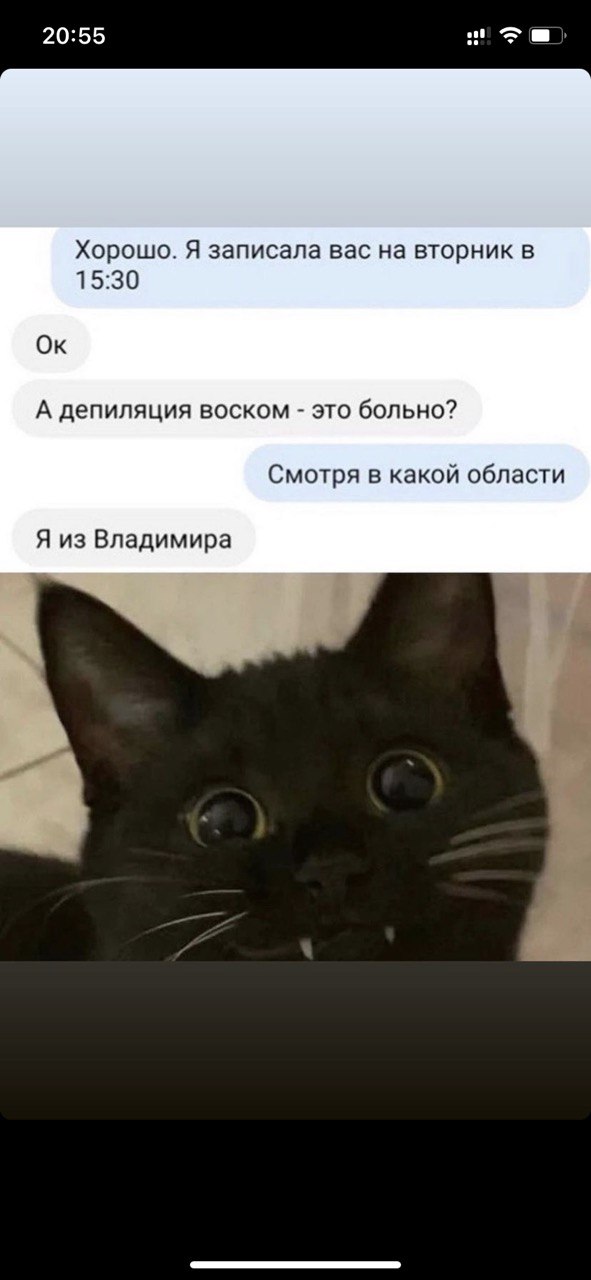 20:55
Хорошо. Я записала вас на вторник в
15:30
Ок
А депиляция воском - это больно?
Смотря в какой области
Я из Владимира